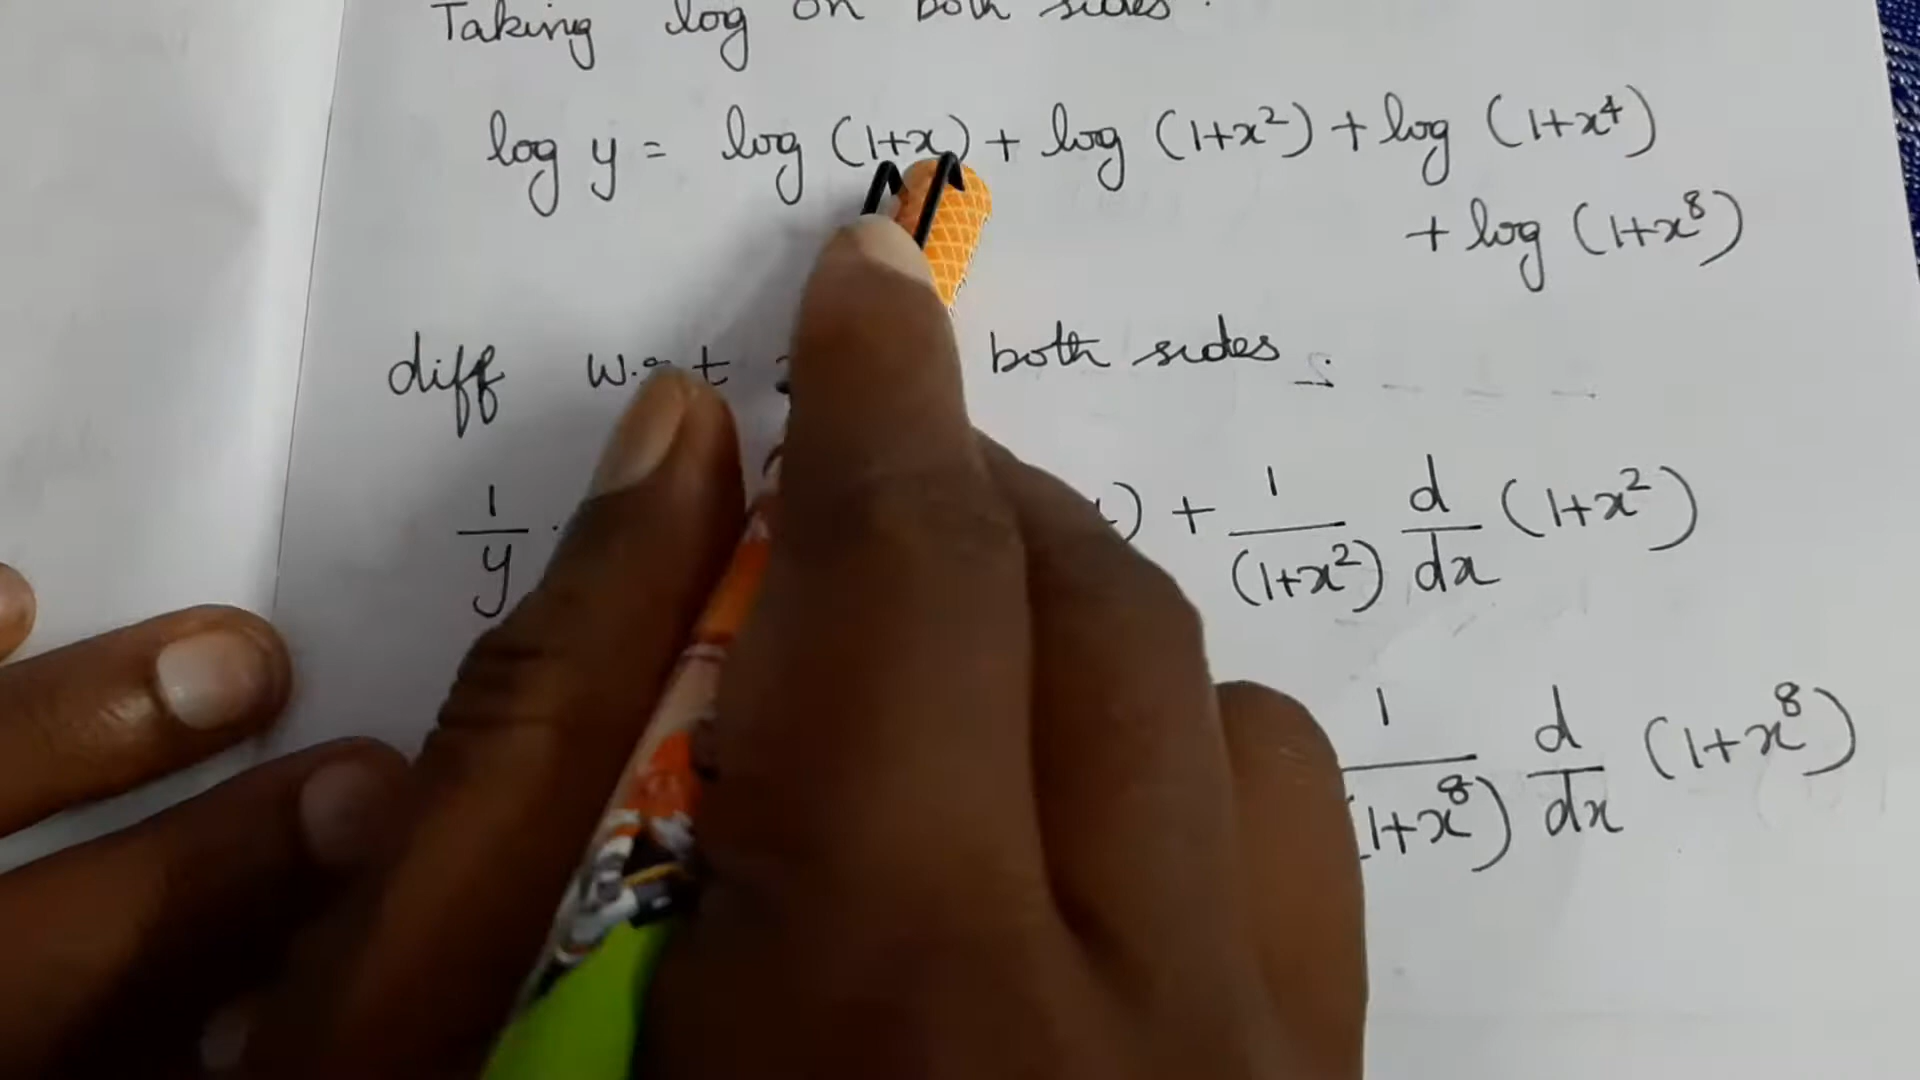 Taking log on both sides.
log y = log (1+x) + log (1+x²) + log (1+x⁴)
+ log (1+x⁸)
diff w.r.t both sides.
1/y . ) + 1/(1+x²) d/dx (1+x²)
1/(1+x⁸) d/dx (1+x⁸)